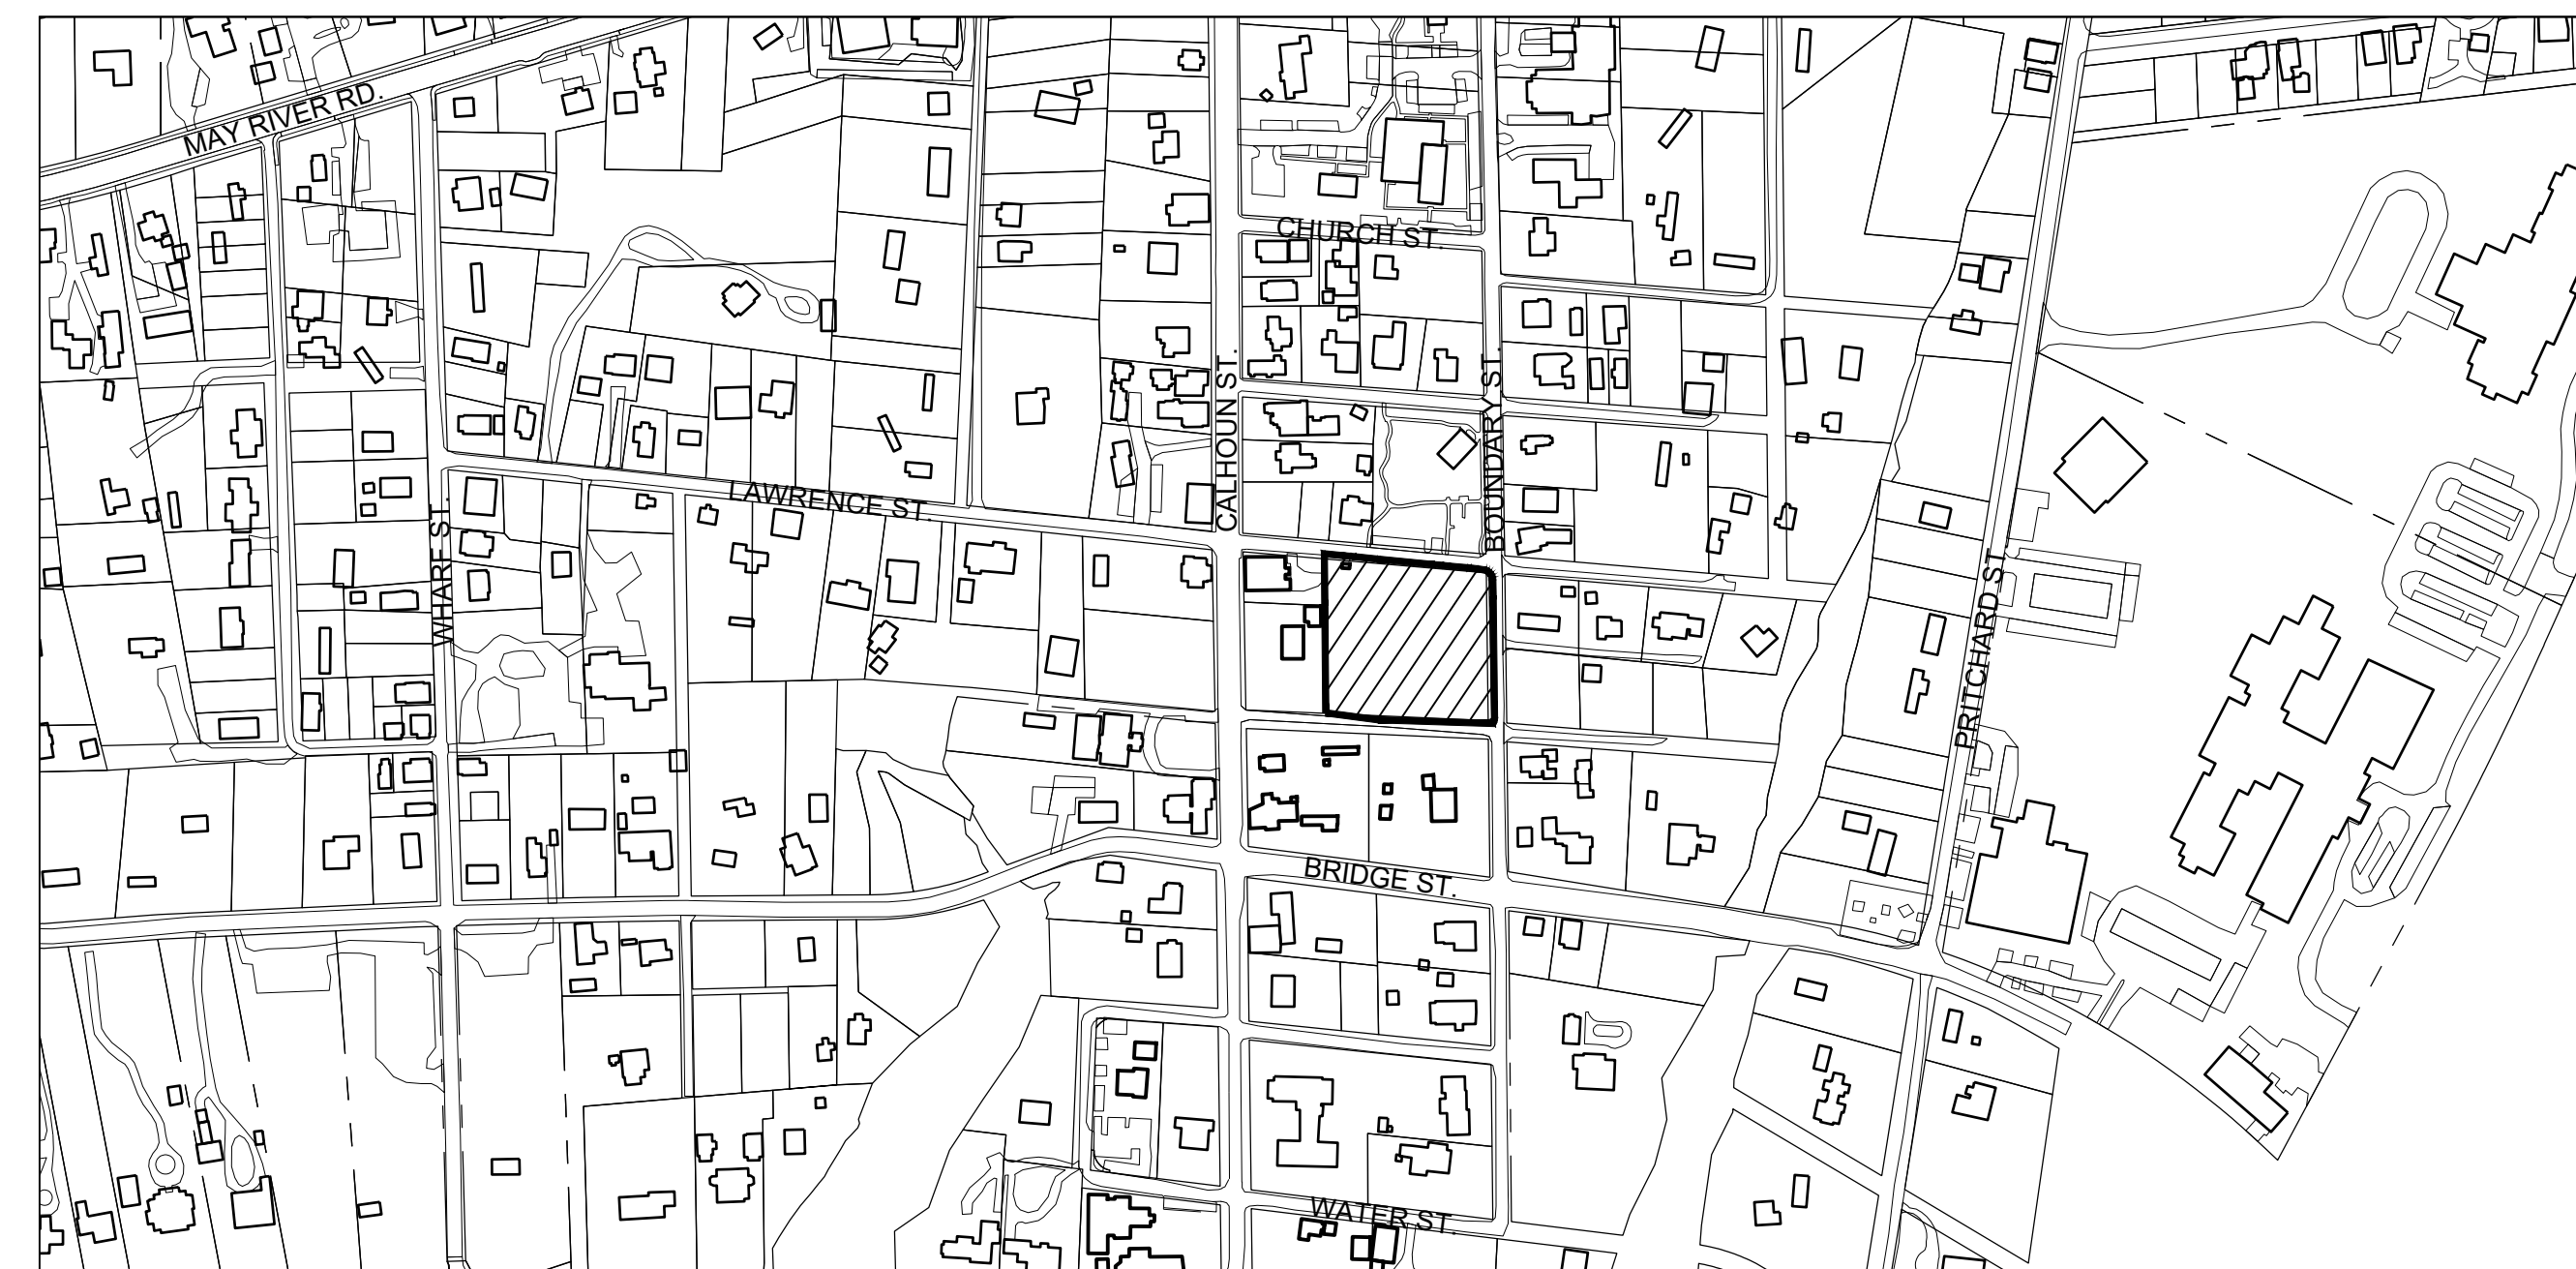 MAY RIVER RD.
CHURCH ST.
CALHOUN ST.
BOUNDARY ST.
LAWRENCE ST.
WHARF ST.
PRITCHARD ST
BRIDGE ST.
WATER ST.